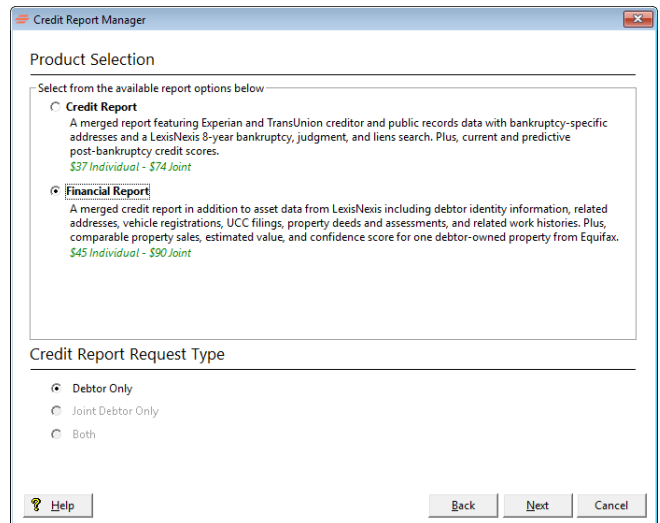 Credit Report Manager
Product Selection
Select from the available report options below
Credit Report
A merged report featuring Experian and TransUnion creditor and public records data with bankruptcy-specific
addresses and a LexisNexis 8-year bankruptcy, judgment, and liens search. Plus, current and predictive
post-bankruptcy credit scores.
$37 Individual - $74 Joint
Financial Report
A merged credit report in addition to asset data from LexisNexis including debtor identity information, related
addresses, vehicle registrations, UCC filings, property deeds and assessments, and related work histories. Plus,
comparable property sales, estimated value, and confidence score for one debtor-owned property from Equifax.
$45 Individual - $90 Joint
Credit Report Request Type
Debtor Only
Joint Debtor Only
Both
? Help
Back
Next
Cancel